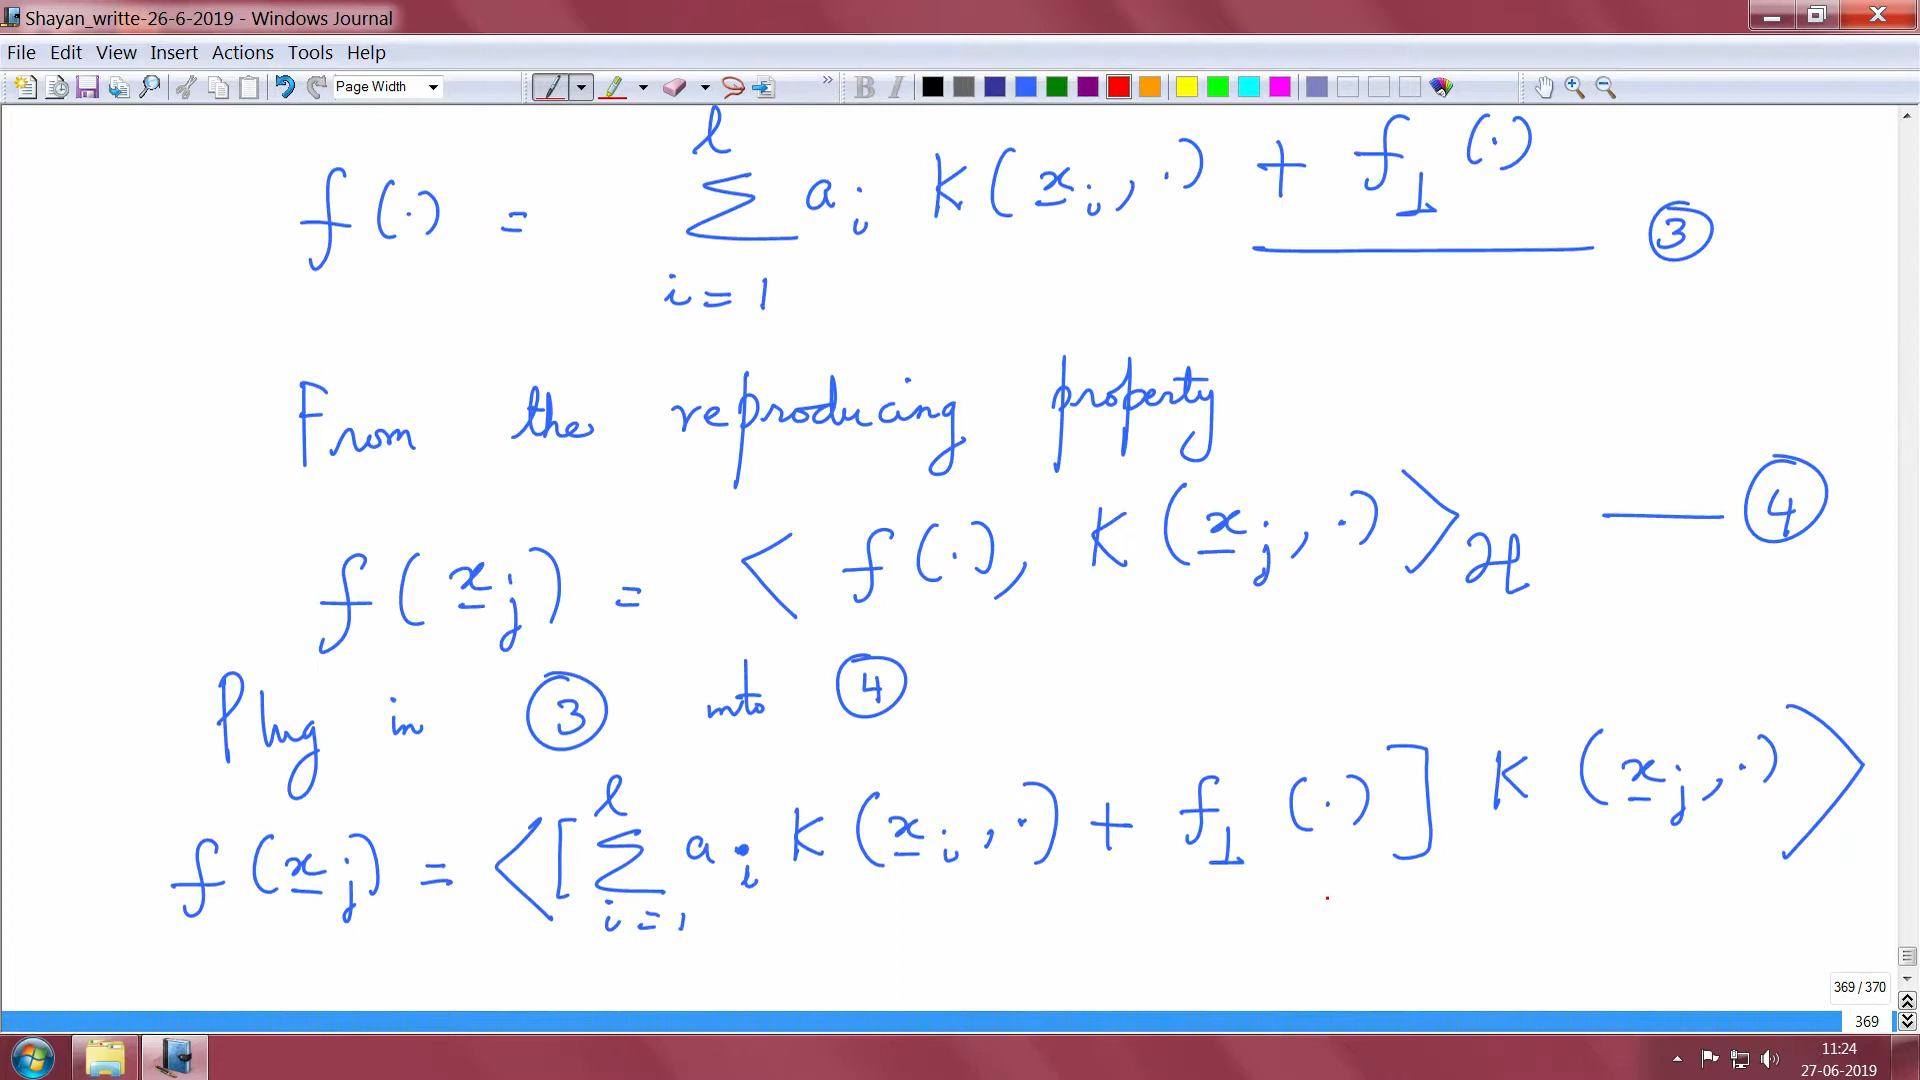 Shayan_writte-26-6-2019 - Windows Journal
File Edit View Insert Actions Tools Help
Page Width B I
f(·) = l ∑ i=1 a_i K(x_i, ·) + f_⊥(·) ③
From the reproducing property
f(x_j) = < f(·), K(x_j, ·) >_H — ④
Plug in ③ into ④
f(x_j) = < [ l ∑ i=1 a_i K(x_i, ·) + f_⊥(·) ] K(x_j, ·) >
369 / 370
369
11:24
27-06-2019